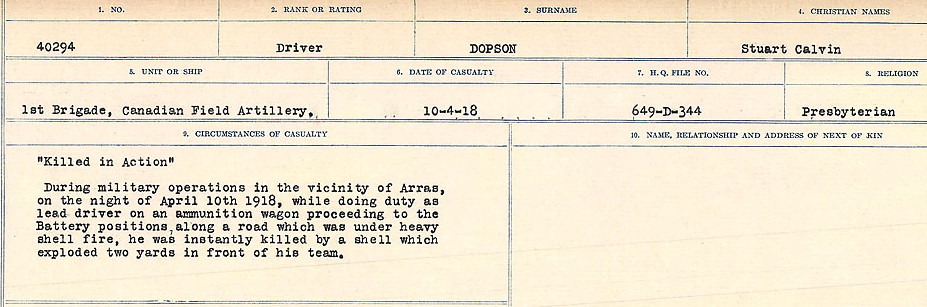 1. NO. 2. RANK OR RATING 3. SURNAME 4. CHRISTIAN NAMES
40294 Driver DOPSON Stuart Calvin
5. UNIT OR SHIP 6. DATE OF CASUALTY 7. H.Q. FILE NO. 8. RELIGION
1st Brigade, Canadian Field Artillery. 10-4-18 649-D-344 Presbyterian
9. CIRCUMSTANCES OF CASUALTY 10. NAME, RELATIONSHIP AND ADDRESS OF NEXT OF KIN
"Killed in Action"
During military operations in the vicinity of Arras,
on the night of April 10th 1918, while doing duty as
lead driver on an ammunition wagon proceeding to the
Battery positions, along a road which was under heavy
shell fire, he was instantly killed by a shell which
exploded two yards in front of his team.